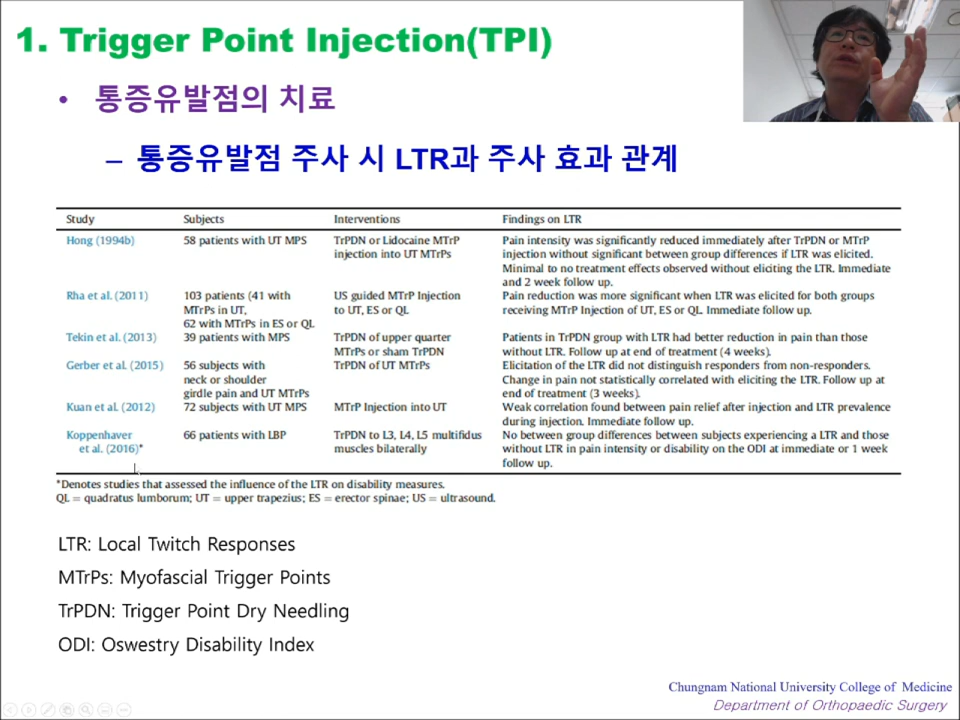 1. Trigger Point Injection(TPI)
• 통증유발점의 치료
– 통증유발점 주사 시 LTR과 주사 효과 관계
Study Subjects Interventions Findings on LTR
Hong (1994b) 58 patients with UT MPS TrPDN or Lidocaine MTrP Pain intensity was significantly reduced immediately after TrPDN or MTrP
injection into UT MTrPs injection without significant between group differences if LTR was elicited.
Minimal to no treatment effects observed without eliciting the LTR. Immediate
and 2 week follow up.
Rha et al. (2011) 103 patients (41 with US guided MTrP Injection Pain reduction was more significant when LTR was elicited for both groups
MTrPs in UT, to UT, ES or QL receiving MTrP Injection of UT, ES or QL. Immediate follow up.
62 with MTrPs in ES or QL)
Tekin et al. (2013) 39 patients with MPS TrPDN of upper quarter Patients in TrPDN group with LTR had better reduction in pain than those
MTrPs or sham TrPDN without LTR. Follow up at end of treatment (4 weeks).
Gerber et al. (2015) 56 subjects with TrPDN of UT MTrPs Elicitation of the LTR did not distinguish responders from non-responders.
neck or shoulder Change in pain not statistically correlated with eliciting the LTR. Follow up at
girdle pain and UT MTrPs end of treatment (3 weeks).
Kuan et al. (2012) 72 subjects with UT MPS MTrP Injection into UT Weak correlation found between pain relief after injection and LTR prevalence
during injection. Immediate follow up.
Koppenhaver 66 patients with LBP TrPDN to L3, L4, L5 multifidus No between group differences between subjects experiencing a LTR and those
et al. (2016)* muscles bilaterally without LTR in pain intensity or disability on the ODI at immediate or 1 week
follow up.
*Denotes studies that assessed the influence of the LTR on disability measures.
QL = quadratus lumborum; UT = upper trapezius; ES = erector spinae; US = ultrasound.
LTR: Local Twitch Responses
MTrPs: Myofascial Trigger Points
TrPDN: Trigger Point Dry Needling
ODI: Oswestry Disability Index
Chungnam National University College of Medicine
Department of Orthopaedic Surgery